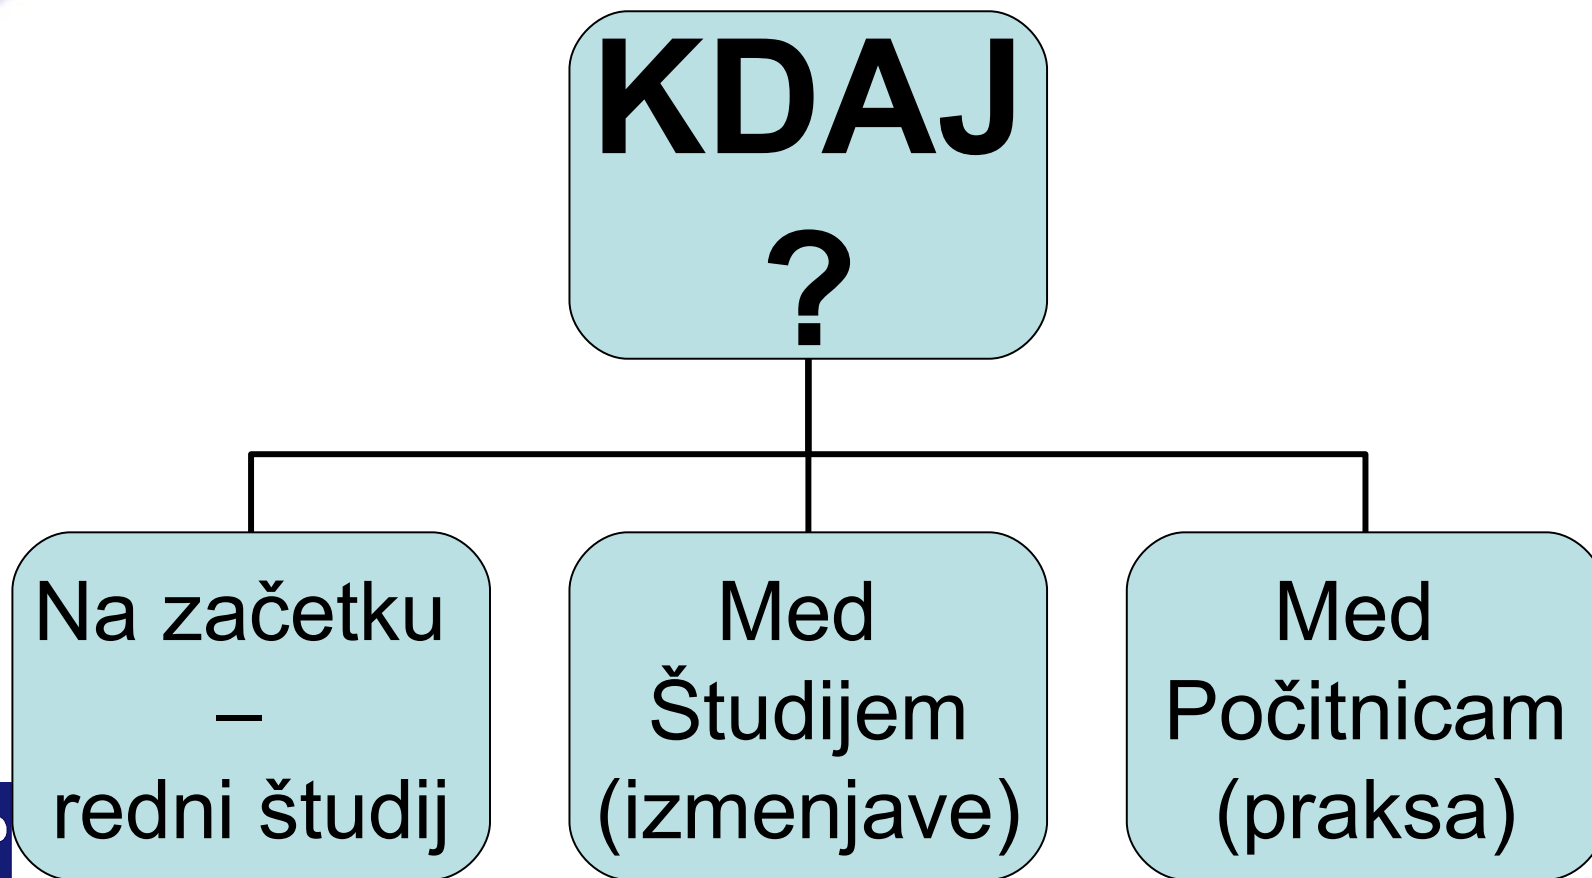 KDAJ
?
Na začetku
–
redni študij
Med
Študijem
(izmenjave)
Med
Počitnicam
(praksa)